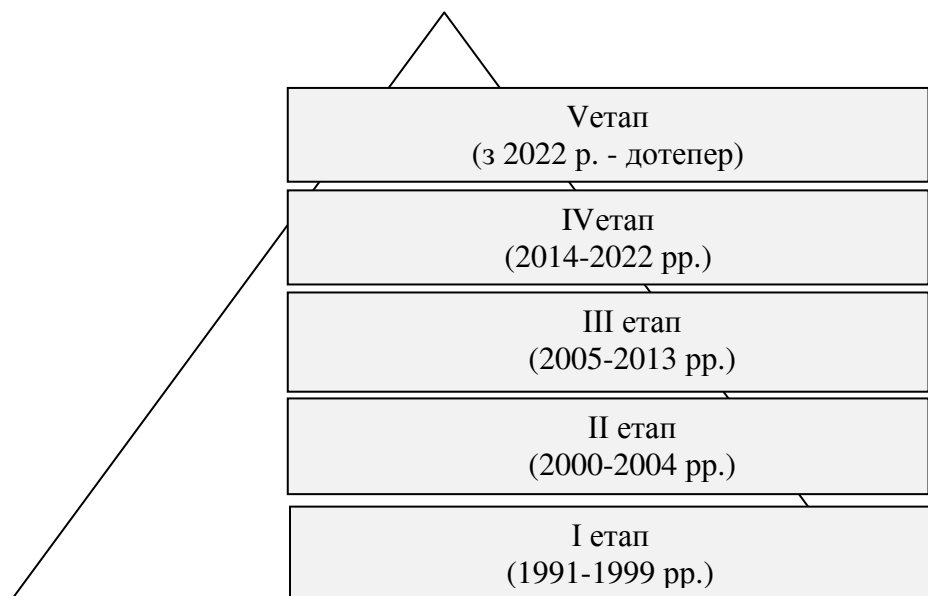 Vетап
(з 2022 р. - дотепер)
IVетап
(2014-2022 рр.)
III етап
(2005-2013 рр.)
II етап
(2000-2004 рр.)
I етап
(1991-1999 рр.)